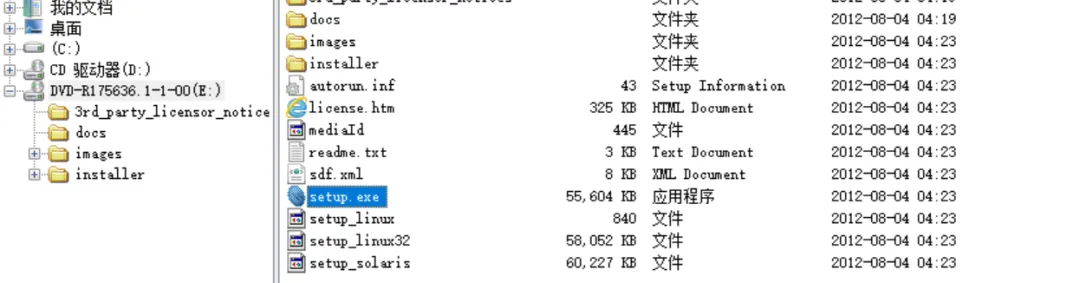 我的文档
桌面
(C:)
CD 驱动器(D:)
DVD-R175636.1-1-00(E:)
3rd_party_licensor_notice
docs
images
installer
3rd_party_licensor_notices 文件夹 2012-08-04 04:19
docs 文件夹 2012-08-04 04:19
images 文件夹 2012-08-04 04:23
installer 文件夹 2012-08-04 04:23
autorun.inf 43 Setup Information 2012-08-04 04:23
license.htm 325 KB HTML Document 2012-08-04 04:23
mediaId 445 文件 2012-08-04 04:23
readme.txt 3 KB Text Document 2012-08-04 04:23
sdf.xml 8 KB XML Document 2012-08-04 04:23
setup.exe 55,604 KB 应用程序 2012-08-04 04:23
setup_linux 840 文件 2012-08-04 04:23
setup_linux32 58,052 KB 文件 2012-08-04 04:23
setup_solaris 60,227 KB 文件 2012-08-04 04:23